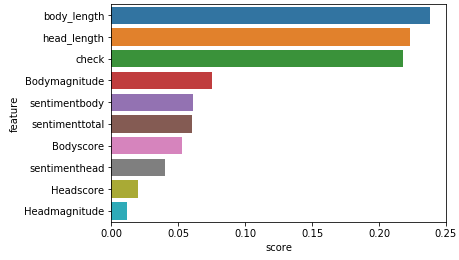 body_length
head_length
check
Bodymagnitude
sentimentbody
sentimenttotal
Bodyscore
sentimenthead
Headscore
Headmagnitude
feature
0.00 0.05 0.10 0.15 0.20 0.25
score